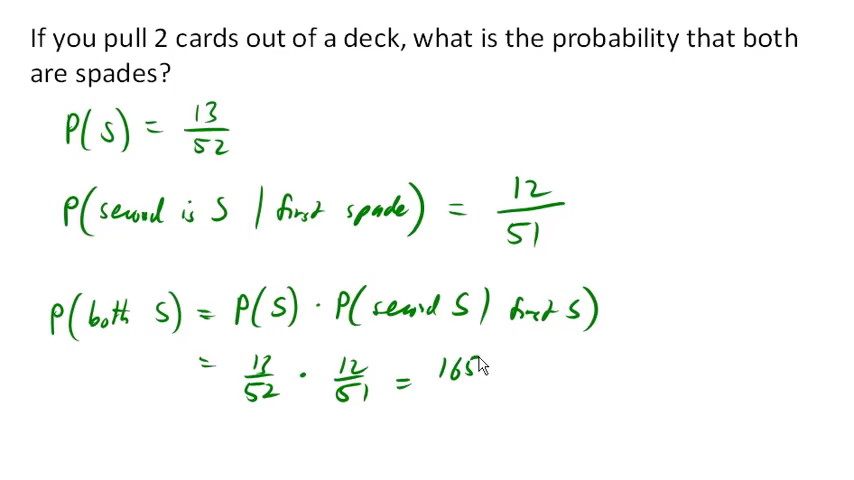 If you pull 2 cards out of a deck, what is the probability that both
are spades?
P(S) = 13/52
P(second is S | first spade) = 12/51
P(both S) = P(S) · P(second S | first S)
= 13/52 · 12/51 = 165